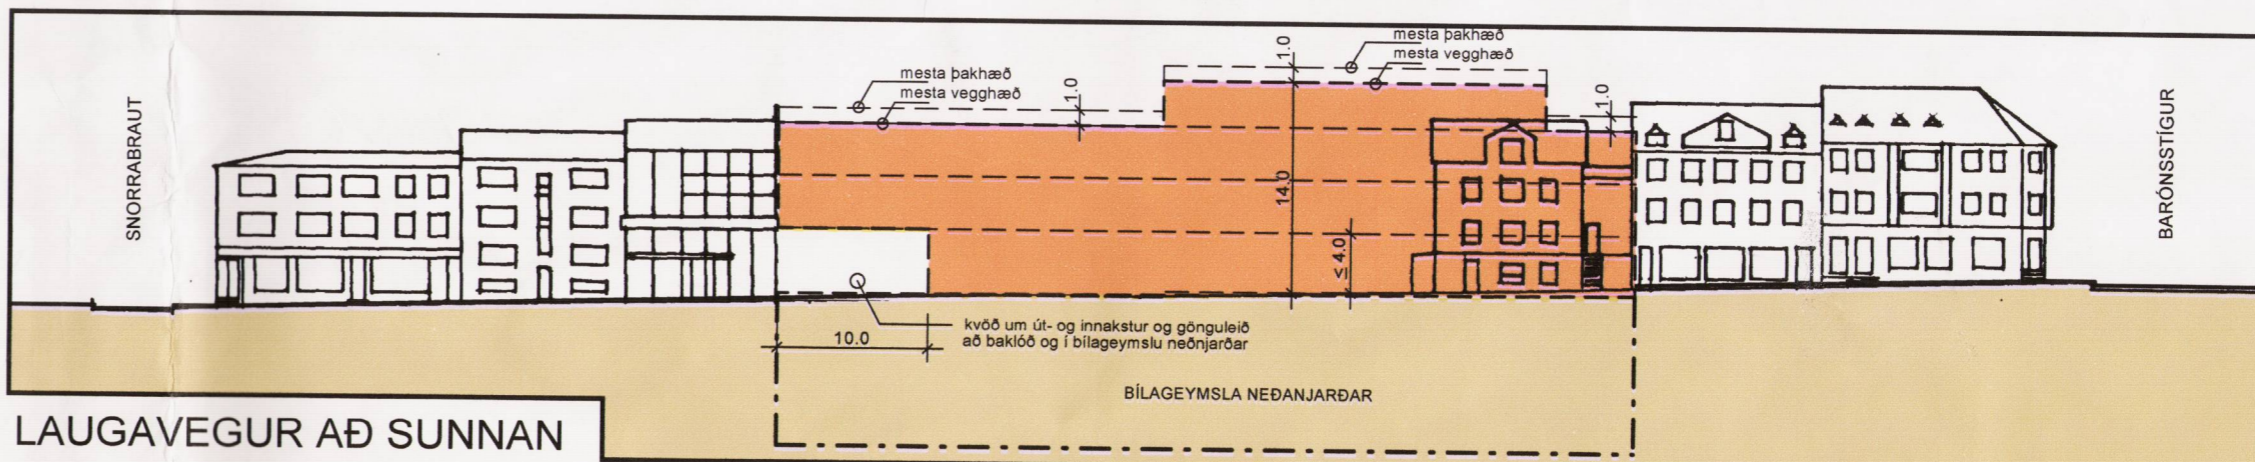 SNORRABRAUT
mesta þakhæð
mesta vegghæð
1.0
1.0
mesta þakhæð
mesta vegghæð
1.0
14.0
≤ 4.0
BARÓNSSTÍGUR
10.0
kvöð um út- og innakstur og gönguleið
að baklóð og í bílageymslu neðnjarðar
BÍLAGEYMSLA NEÐANJARÐAR
LAUGAVEGUR AÐ SUNNAN